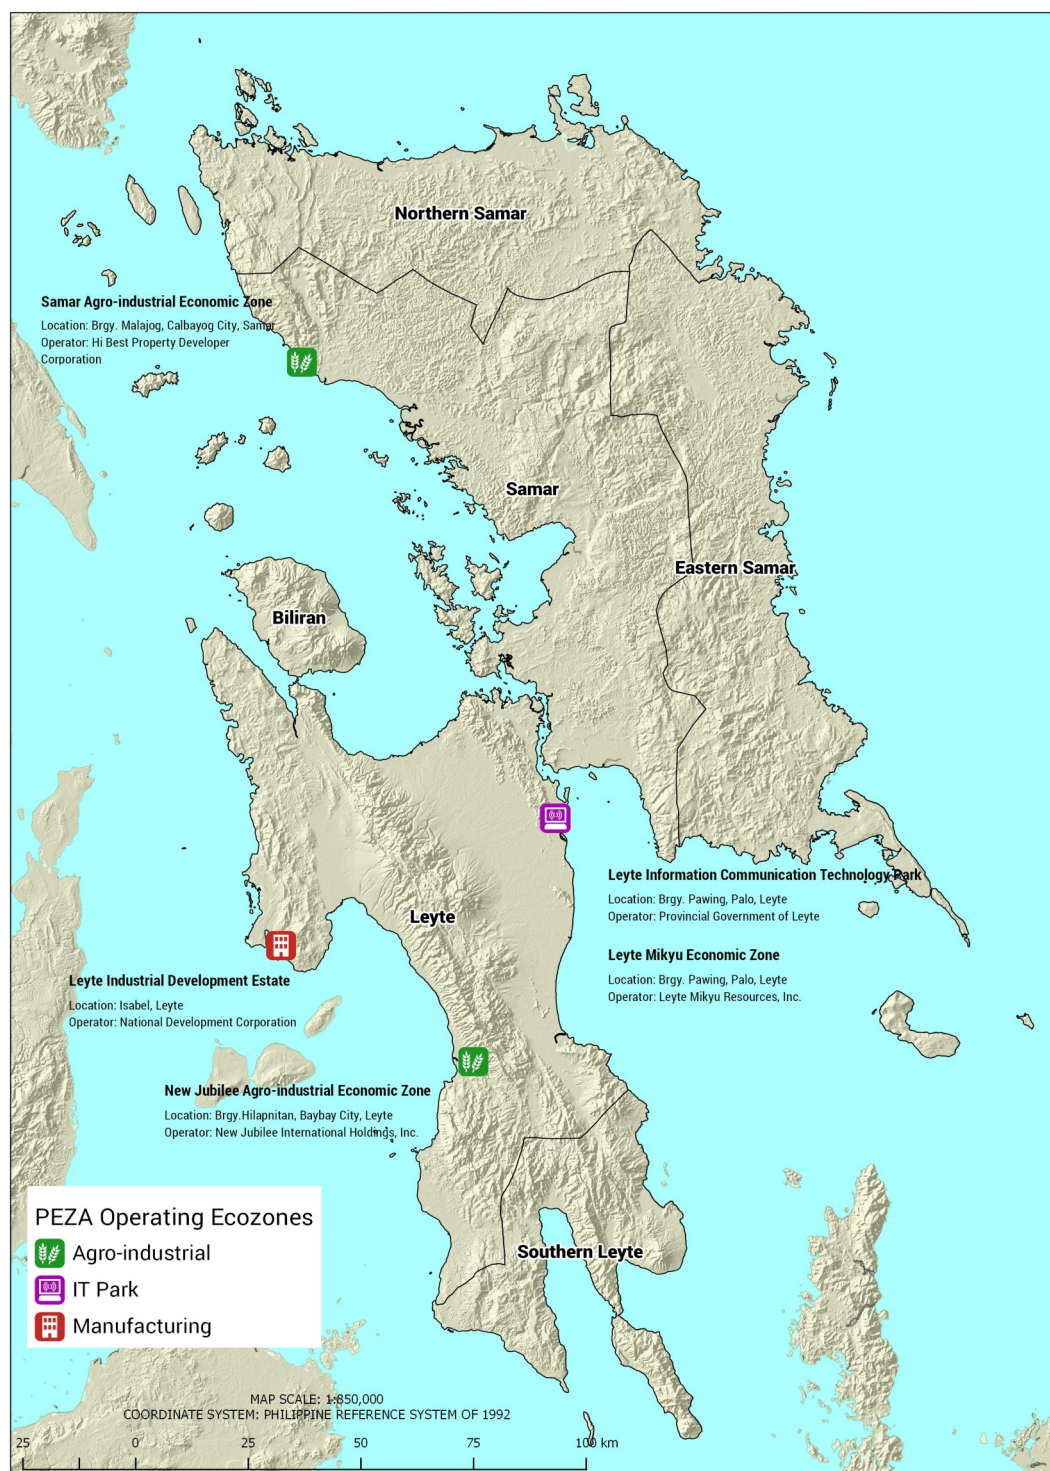 Northern Samar
Samar Agro-industrial Economic Zone
Location: Brgy. Malajog, Calbayog City, Samar
Operator: Hi Best Property Developer
Corporation
Samar
Eastern Samar
Biliran
Leyte Information Communication Technology Park
Location: Brgy. Pawing, Palo, Leyte
Operator: Provincial Government of Leyte
Leyte
Leyte Mikyu Economic Zone
Location: Brgy. Pawing, Palo, Leyte
Operator: Leyte Mikyu Resources, Inc.
Leyte Industrial Development Estate
Location: Isabel, Leyte
Operator: National Development Corporation
New Jubilee Agro-industrial Economic Zone
Location: Brgy.Hilapnitan, Baybay City, Leyte
Operator: New Jubilee International Holdings, Inc.
Southern Leyte
PEZA Operating Ecozones
Agro-industrial
IT Park
Manufacturing
MAP SCALE: 1:850,000
COORDINATE SYSTEM: PHILIPPINE REFERENCE SYSTEM OF 1992
25 0 25 50 75 100 km